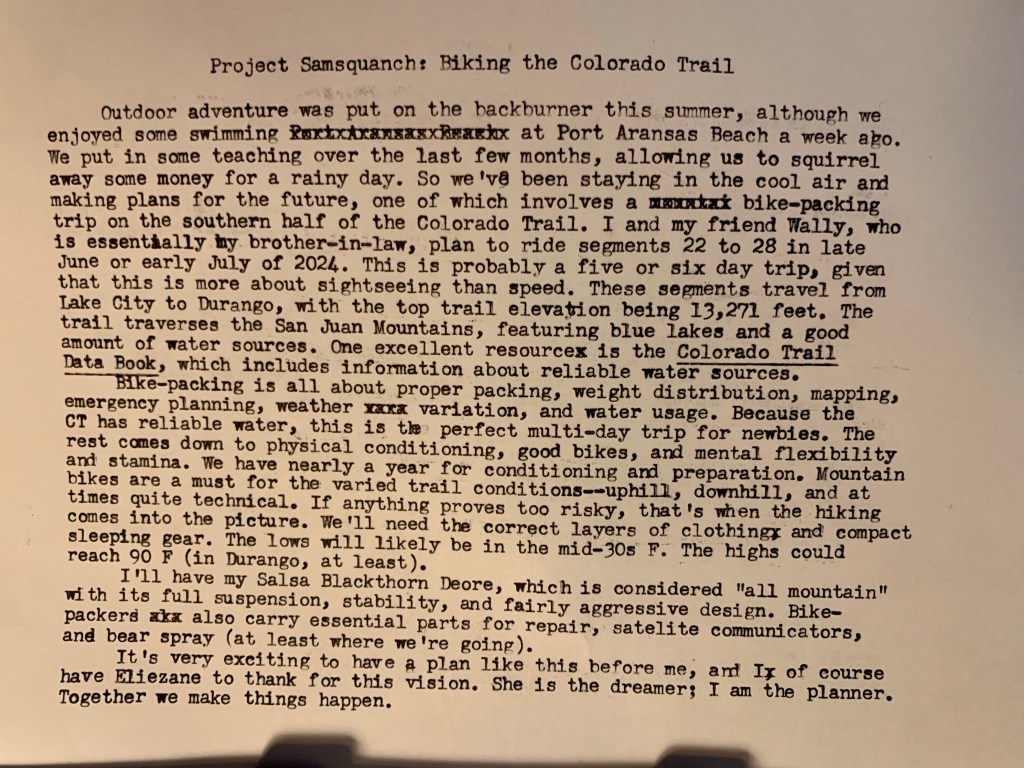 Project Samsquanch: Biking the Colorado Trail
Outdoor adventure was put on the backburner this summer, although we
enjoyed some swimming at Port Aransas Beach a week ago.
We put in some teaching over the last few months, allowing us to squirrel
away some money for a rainy day. So we've been staying in the cool air and
making plans for the future, one of which involves a bike-packing
trip on the southern half of the Colorado Trail. I and my friend Wally, who
is essentially my brother-in-law, plan to ride segments 22 to 28 in late
June or early July of 2024. This is probably a five or six day trip, given
that this is more about sightseeing than speed. These segments travel from
Lake City to Durango, with the top trail elevation being 13,271 feet. The
trail traverses the San Juan Mountains, featuring blue lakes and a good
amount of water sources. One excellent resource is the Colorado Trail
Data Book, which includes information about reliable water sources.
Bike-packing is all about proper packing, weight distribution, mapping,
emergency planning, weather variation, and water usage. Because the
CT has reliable water, this is the perfect multi-day trip for newbies. The
rest comes down to physical conditioning, good bikes, and mental flexibility
and stamina. We have nearly a year for conditioning and preparation. Mountain
bikes are a must for the varied trail conditions--uphill, downhill, and at
times quite technical. If anything proves too risky, that's when the hiking
comes into the picture. We'll need the correct layers of clothing and compact
sleeping gear. The lows will likely be in the mid-30s F. The highs could
reach 90 F (in Durango, at least).
I'll have my Salsa Blackthorn Deore, which is considered "all mountain"
with its full suspension, stability, and fairly aggressive design. Bike-
packers also carry essential parts for repair, satelite communicators,
and bear spray (at least where we're going).
It's very exciting to have a plan like this before me, and I of course
have Eliezane to thank for this vision. She is the dreamer; I am the planner.
Together we make things happen.